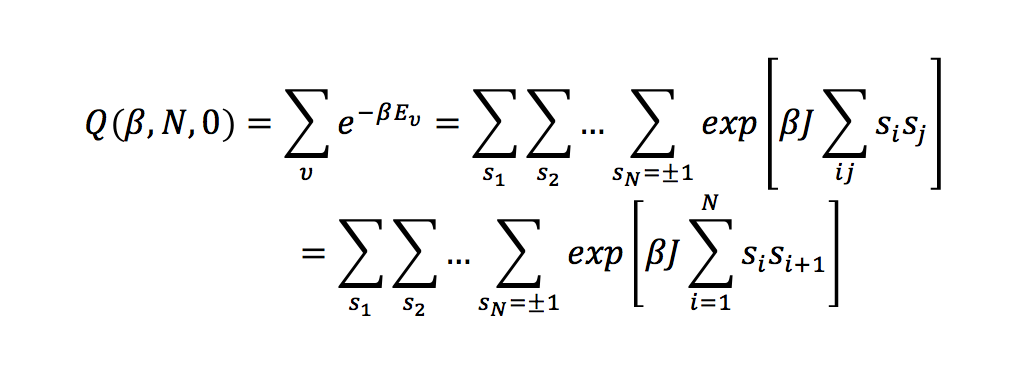 Q(β, N, 0) = ∑_υ e^{−βE_υ} = ∑_{s_1} ∑_{s_2} … ∑_{s_N=±1} exp[βJ ∑_{ij} s_i s_j]
= ∑_{s_1} ∑_{s_2} … ∑_{s_N=±1} exp[βJ ∑_{i=1}^{N} s_i s_{i+1}]